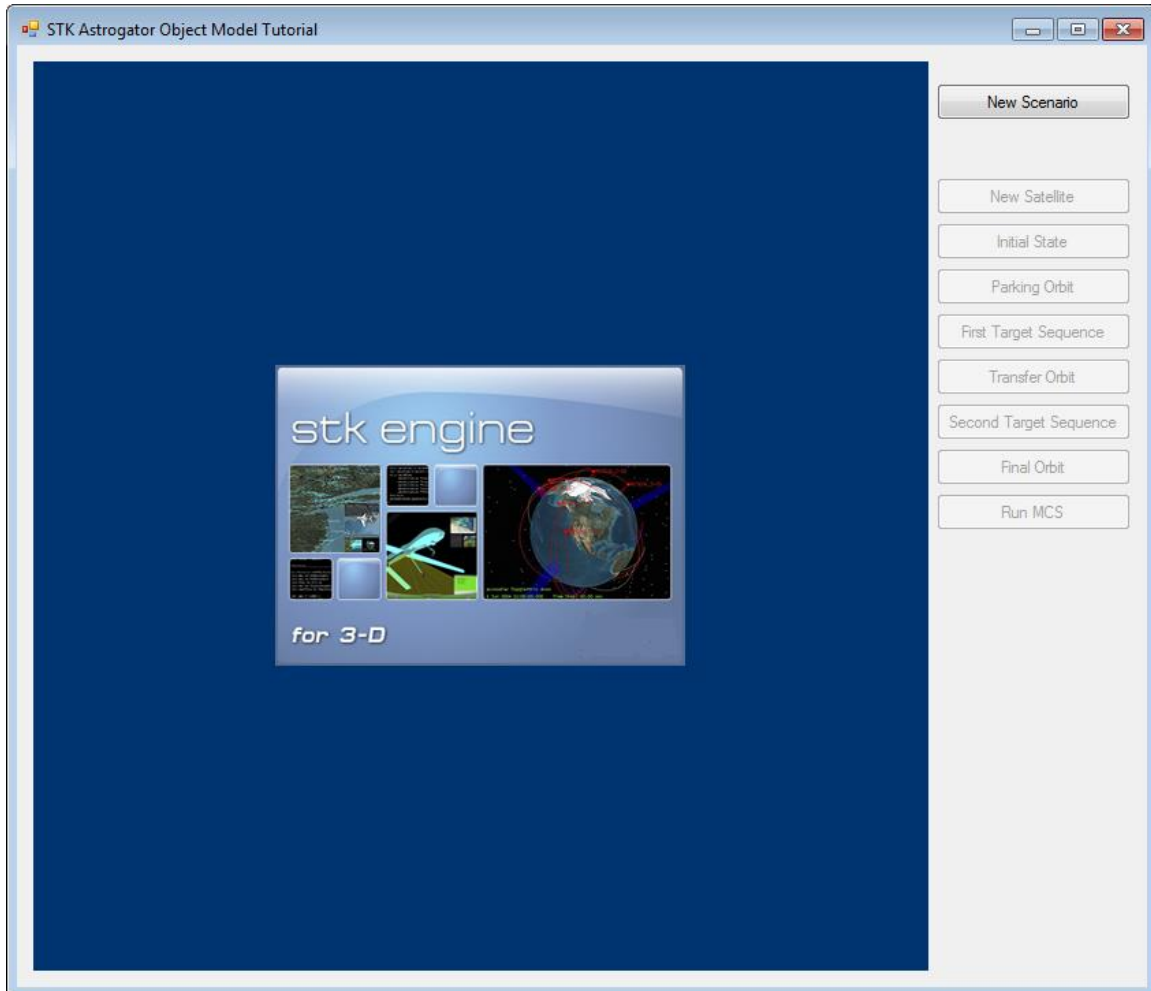 STK Astrogator Object Model Tutorial
New Scenario
New Satellite
Initial State
Parking Orbit
First Target Sequence
Transfer Orbit
Second Target Sequence
Final Orbit
Run MCS
stk engine
for 3-D